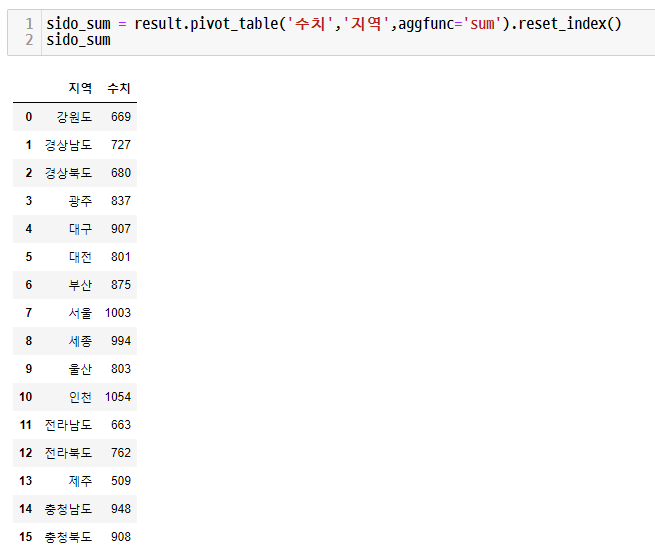 1 sido_sum = result.pivot_table('수치','지역',aggfunc='sum').reset_index()
2 sido_sum
지역 수치
0 강원도 669
1 경상남도 727
2 경상북도 680
3 광주 837
4 대구 907
5 대전 801
6 부산 875
7 서울 1003
8 세종 994
9 울산 803
10 인천 1054
11 전라남도 663
12 전라북도 762
13 제주 509
14 충청남도 948
15 충청북도 908